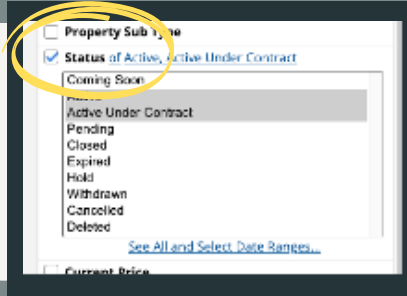 Property Sub Type
Status of Active, Active Under Contract
Coming Soon
Active Under Contract
Pending
Closed
Expired
Hold
Withdrawn
Cancelled
Deleted
See All and Select Date Ranges...
Current Price